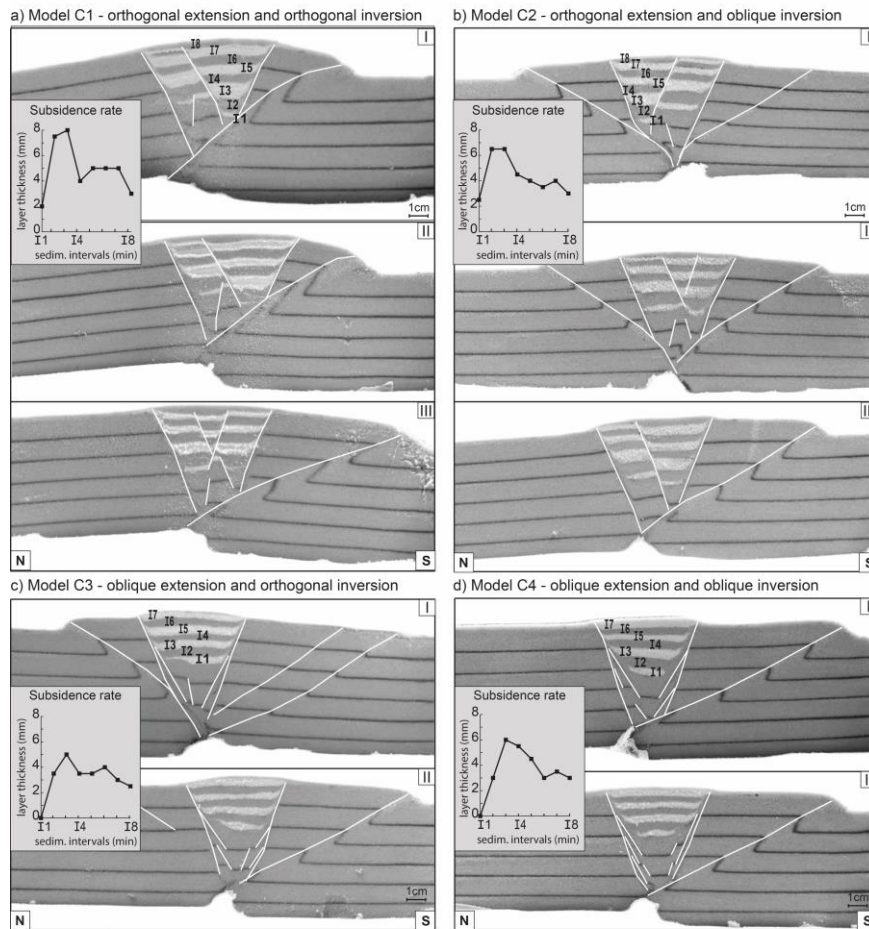 a) Model C1 - orthogonal extension and orthogonal inversion
I
I8 I7
I6
I5
I4
I3
I2
I1
Subsidence rate
layer thickness (mm)
8
6
4
2
0
I1 I4 I8
sedim. intervals (min)
1cm
II
III
N S
b) Model C2 - orthogonal extension and oblique inversion
I
I8 I7
I6
I5
I4
I3
I2
I1
Subsidence rate
layer thickness (mm)
8
6
4
2
0
I1 I4 I8
sedim. intervals (min)
1cm
I
II
N S
c) Model C3 - oblique extension and orthogonal inversion
I
I7 I6
I5 I4
I3 I2
I1
Subsidence rate
layer thickness (mm)
8
6
4
2
0
I1 I4 I8
sedim. intervals (min)
II
1cm
N S
d) Model C4 - oblique extension and oblique inversion
I
I7 I6
I5 I4
I3
I2 I1
Subsidence rate
layer thickness (mm)
8
6
4
2
0
I1 I4 I8
sedim. intervals (min)
I
1cm
N S